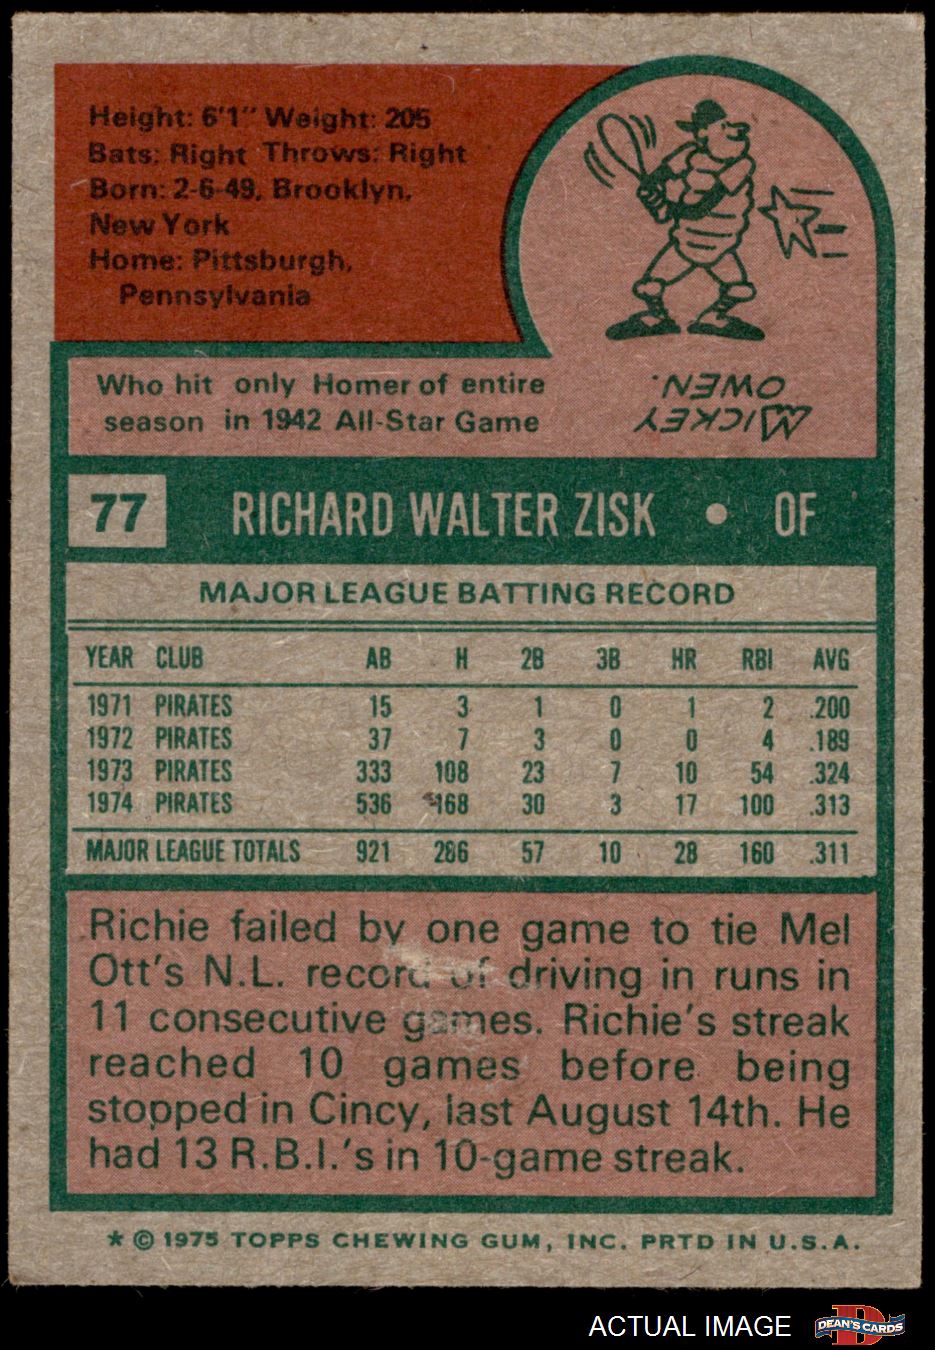 Height: 6'1" Weight: 205
Bats: Right Throws: Right
Born: 2-6-49, Brooklyn,
New York
Home: Pittsburgh,
Pennsylvania
Who hit only Homer of entire
season in 1942 All-Star Game
MICKEY
OWEN.
77 RICHARD WALTER ZISK • OF
MAJOR LEAGUE BATTING RECORD
YEAR CLUB AB H 2B 3B HR RBI AVG
1971 PIRATES 15 3 1 0 1 2 .200
1972 PIRATES 37 7 3 0 0 4 .189
1973 PIRATES 333 108 23 7 10 54 .324
1974 PIRATES 536 168 30 3 17 100 .313
MAJOR LEAGUE TOTALS 921 286 57 10 28 160 .311
Richie failed by one game to tie Mel
Ott's N.L. record of driving in runs in
11 consecutive games. Richie's streak
reached 10 games before being
stopped in Cincy, last August 14th. He
had 13 R.B.I.'s in 10-game streak.
* © 1975 TOPPS CHEWING GUM, INC. PRTD IN U.S.A.
ACTUAL IMAGE
DEAN'S CARDS